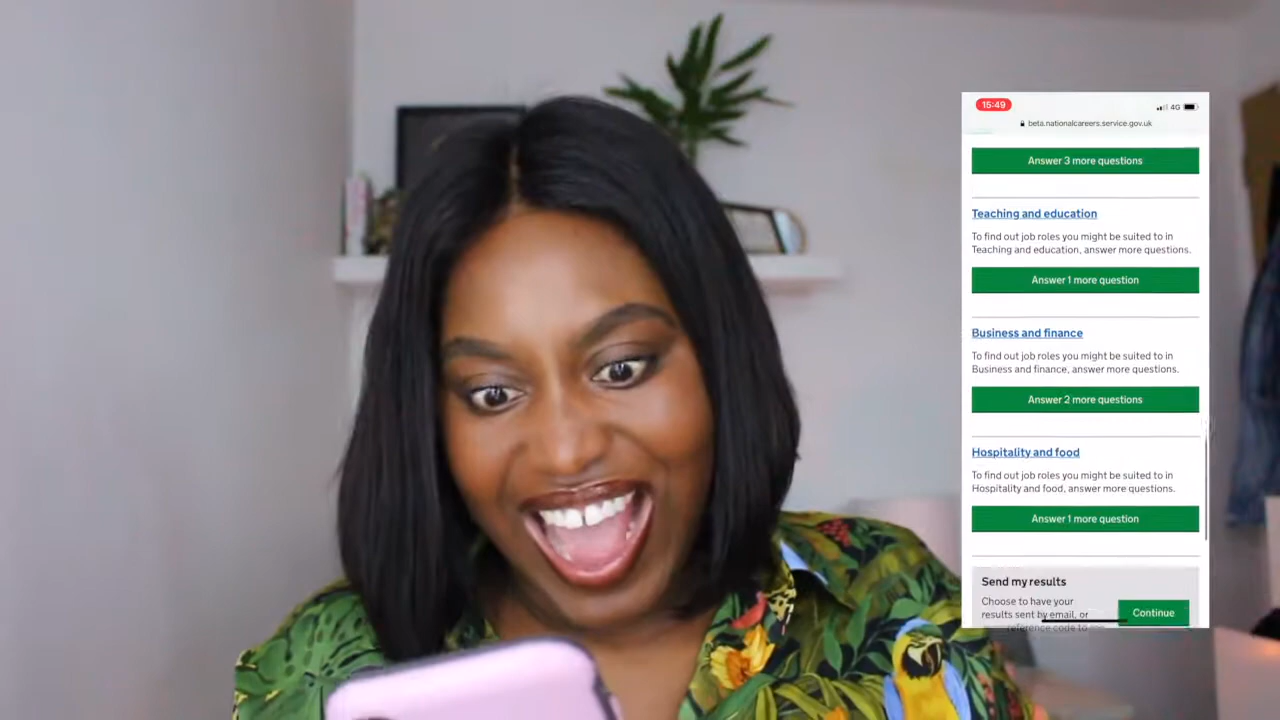 15:49
4G
beta.nationalcareers.service.gov.uk
Answer 3 more questions
Teaching and education
To find out job roles you might be suited to in
Teaching and education, answer more questions.
Answer 1 more question
Business and finance
To find out job roles you might be suited to in
Business and finance, answer more questions.
Answer 2 more questions
Hospitality and food
To find out job roles you might be suited to in
Hospitality and food, answer more questions.
Answer 1 more question
Send my results
Choose to have your
results sent by email, or
reference code to
Continue